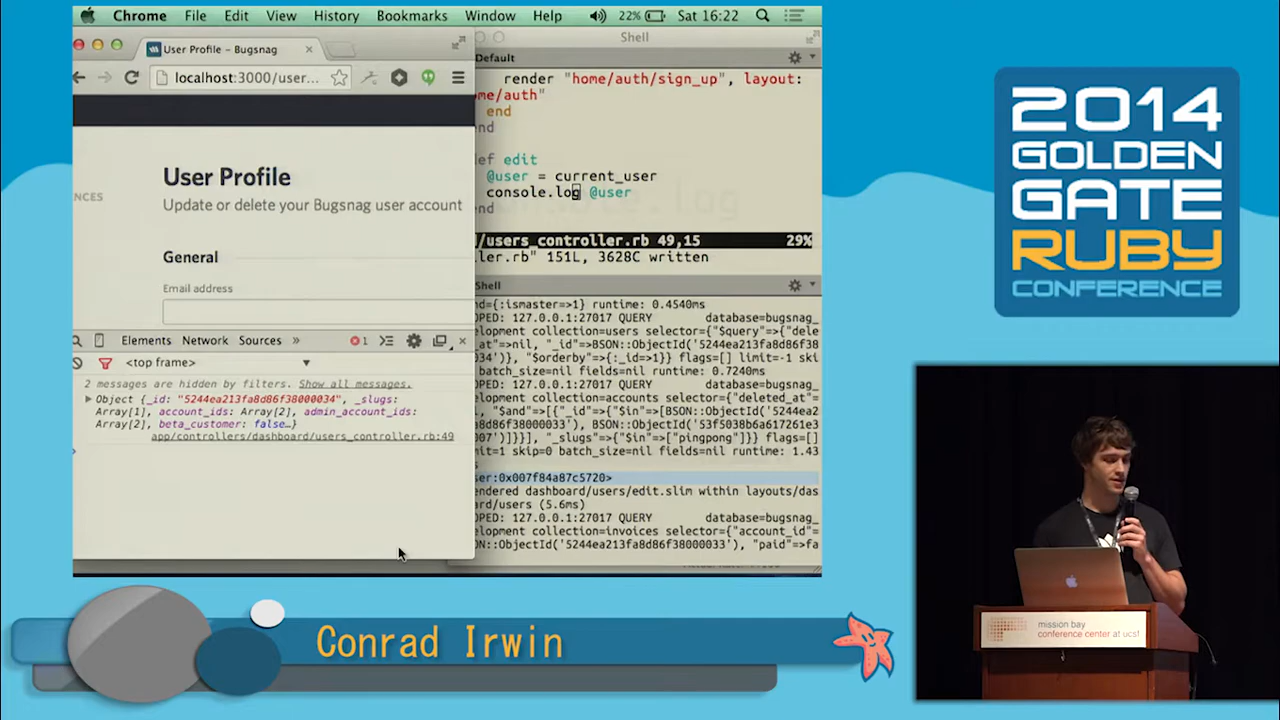 Chrome File Edit View History Bookmarks Window Help 22% Sat 16:22
User Profile - Bugsnag
localhost:3000/user...
User Profile
ENCES
Update or delete your Bugsnag user account
General
Email address
Elements Network Sources » 1
<top frame>
2 messages are hidden by filters. Show all messages.
Object {_id: "5244ea213fa8d86f38000034", _slugs:
Array[1], account_ids: Array[2], admin_account_ids:
Array[2], beta_customer: false…}
app/controllers/dashboard/users_controller.rb:49
Shell
Default
render "home/auth/sign_up", layout:
me/auth"
end
end
ef edit
@user = current_user
console.log @user
end
/users_controller.rb 49,15 29%
ler.rb" 151L, 3628C written
Shell
nd={:ismaster=>1} runtime: 0.4540ms
OPED: 127.0.0.1:27017 QUERY database=bugsnag_
elopment collection=users selector={"$query"=>{"dele
_at"=>nil, "_id"=>BSON::ObjectId('5244ea213fa8d86f38
034')}, "$orderby"=>{:_id=>1}} flags=[] limit=-1 ski
batch_size=nil fields=nil runtime: 0.7240ms
OPED: 127.0.0.1:27017 QUERY database=bugsnag_
elopment collection=accounts selector={"deleted_at"
l, "$and"=>[{"_id"=>{"$in"=>[BSON::ObjectId('5244ea2
a8d86f38000033'), BSON::ObjectId('53f5038b6a617261e3
007')]}}], "_slugs"=>{"$in"=>["pingpong"]}} flags=[]
imit=1 skip=0 batch_size=nil fields=nil runtime: 1.43
s
ser:0x007f84a87c5720>
endered dashboard/users/edit.slim within layouts/das
ard/users (5.6ms)
OPED: 127.0.0.1:27017 QUERY database=bugsnag_
elopment collection=invoices selector={"account_id"=
SON::ObjectId('5244ea213fa8d86f38000033'), "paid"=>fa
2014
GOLDEN
GATE
RUBY
CONFERENCE
mission bay
conference center at ucsf
Conrad Irwin